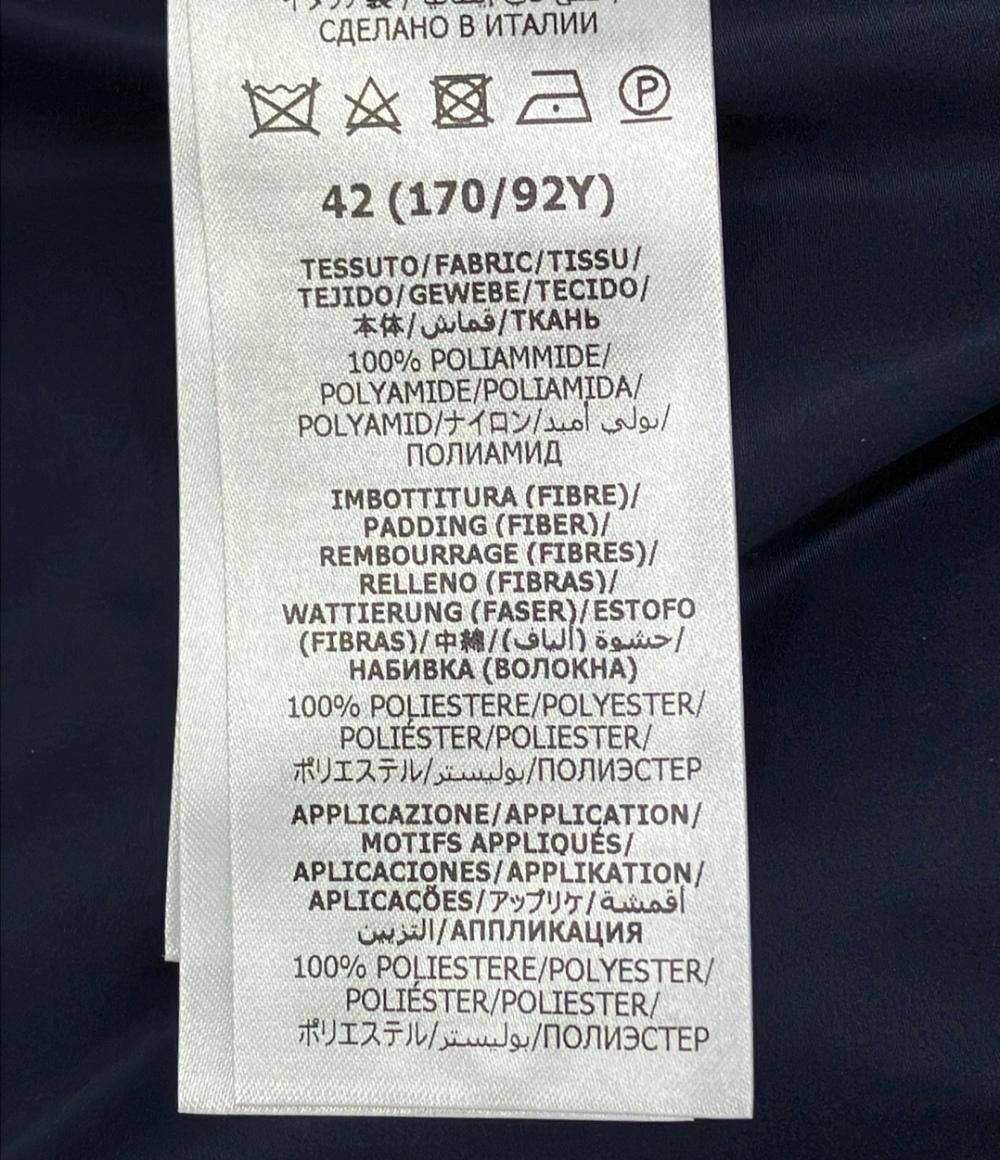 СДЕЛАНО В ИТАЛИИ
P
42 (170/92Y)
TESSUTO/FABRIC/TISSU/
TEJIDO/GEWEBE/TECIDO/
本体/قماش/ТКАНЬ
100% POLIAMMIDE/
POLYAMIDE/POLIAMIDA/
POLYAMID/ナイロン/بولي أميد/
ПОЛИАМИД
IMBOTTITURA (FIBRE)/
PADDING (FIBER)/
REMBOURRAGE (FIBRES)/
RELLENO (FIBRAS)/
WATTIERUNG (FASER)/ESTOFO
(FIBRAS)/中綿/حشوة (ألياف)/
НАБИВКА (ВОЛОКНА)
100% POLIESTERE/POLYESTER/
POLIÉSTER/POLIESTER/
ポリエステル/بوليستر/ПОЛИЭСТЕР
APPLICAZIONE/APPLICATION/
MOTIFS APPLIQUÉS/
APLICACIONES/APPLIKATION/
APLICAÇÕES/アップリケ/أقمشة
التزيين/АППЛИКАЦИЯ
100% POLIESTERE/POLYESTER/
POLIÉSTER/POLIESTER/
ポリエステル/بوليستر/ПОЛИЭСТЕР